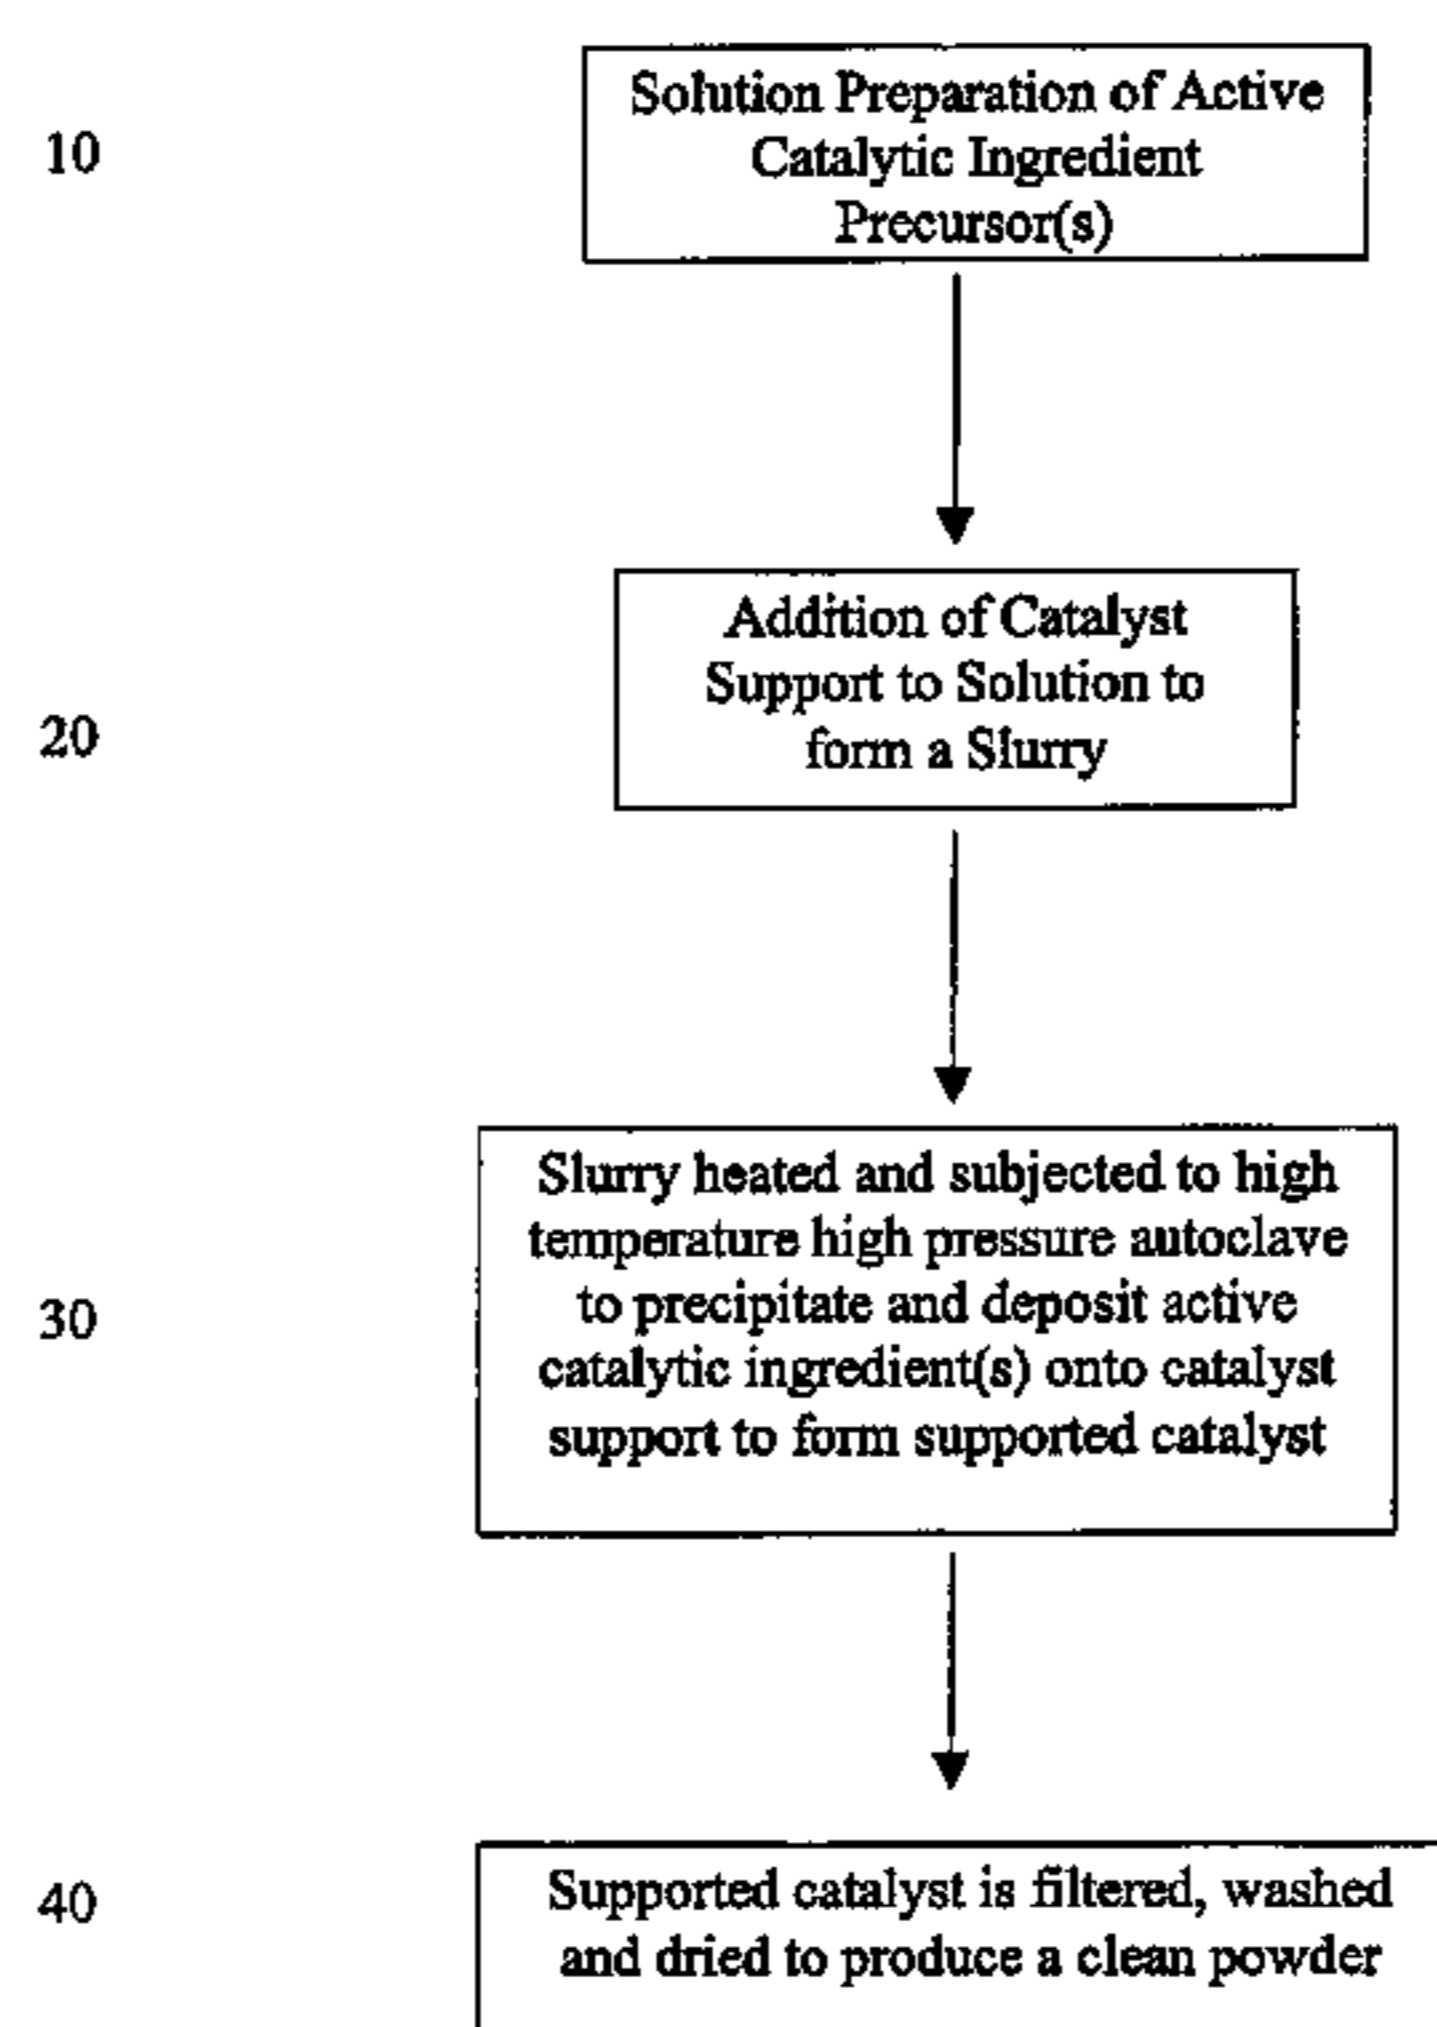 Solution Preparation of Active
10
Catalytic Ingredient
Precursor(s)
Addition of Catalyst
Support to Solution to
20
form a Slurry
Slurry heated and subjected to high
temperature high pressure autoclave
30
to precipitate and deposit active
catalytic ingredient(s) onto catalyst
support to form supported catalyst
40
Supported catalyst is filtered, washed
and dried to produce a clean powder